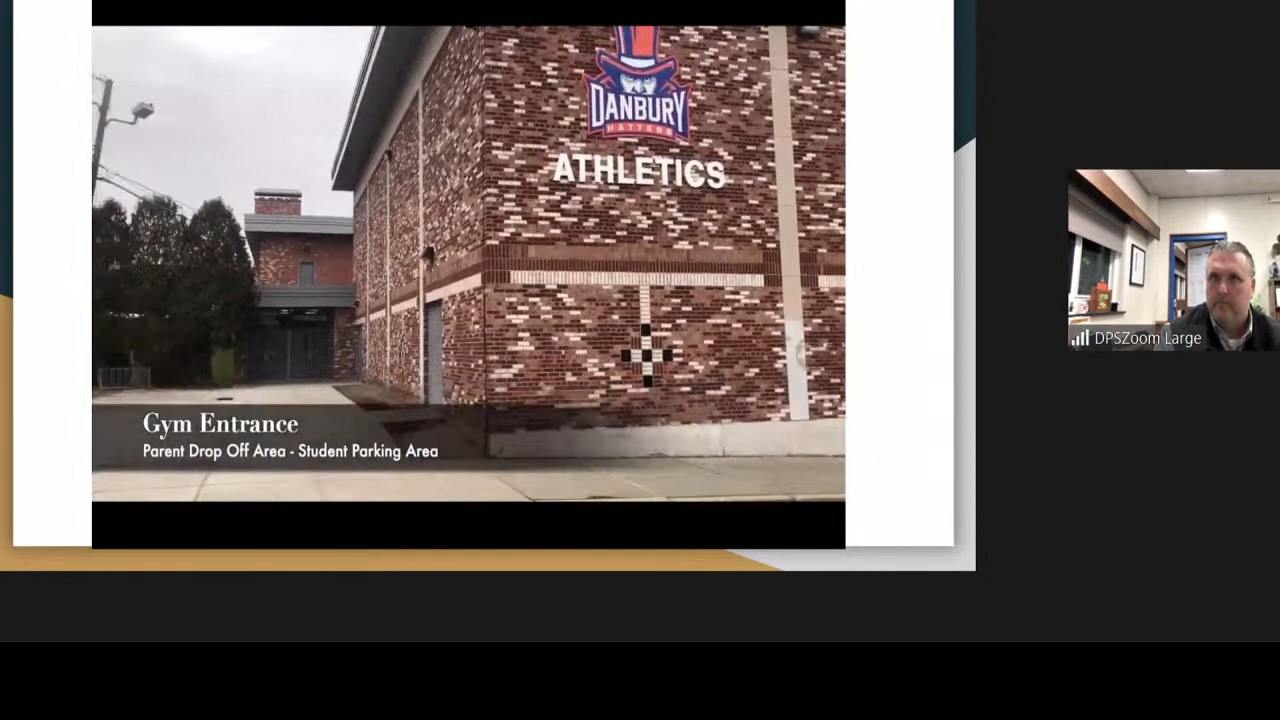 DANBURY
HATTERS
ATHLETICS
Gym Entrance
Parent Drop Off Area - Student Parking Area
DPSZoom Large